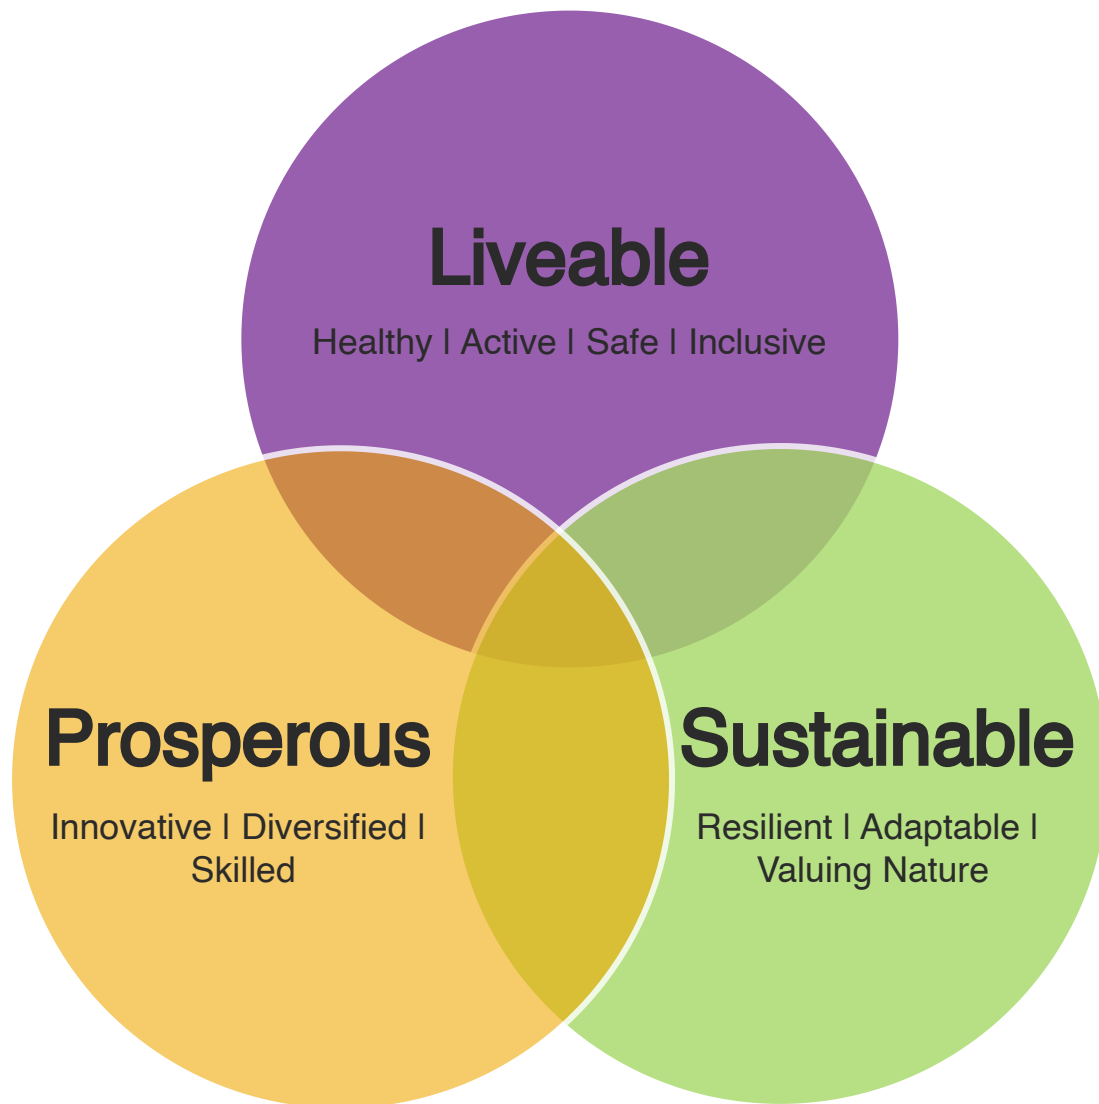 Liveable
Healthy | Active | Safe | Inclusive
Prosperous
Innovative | Diversified |
Skilled
Sustainable
Resilient | Adaptable |
Valuing Nature